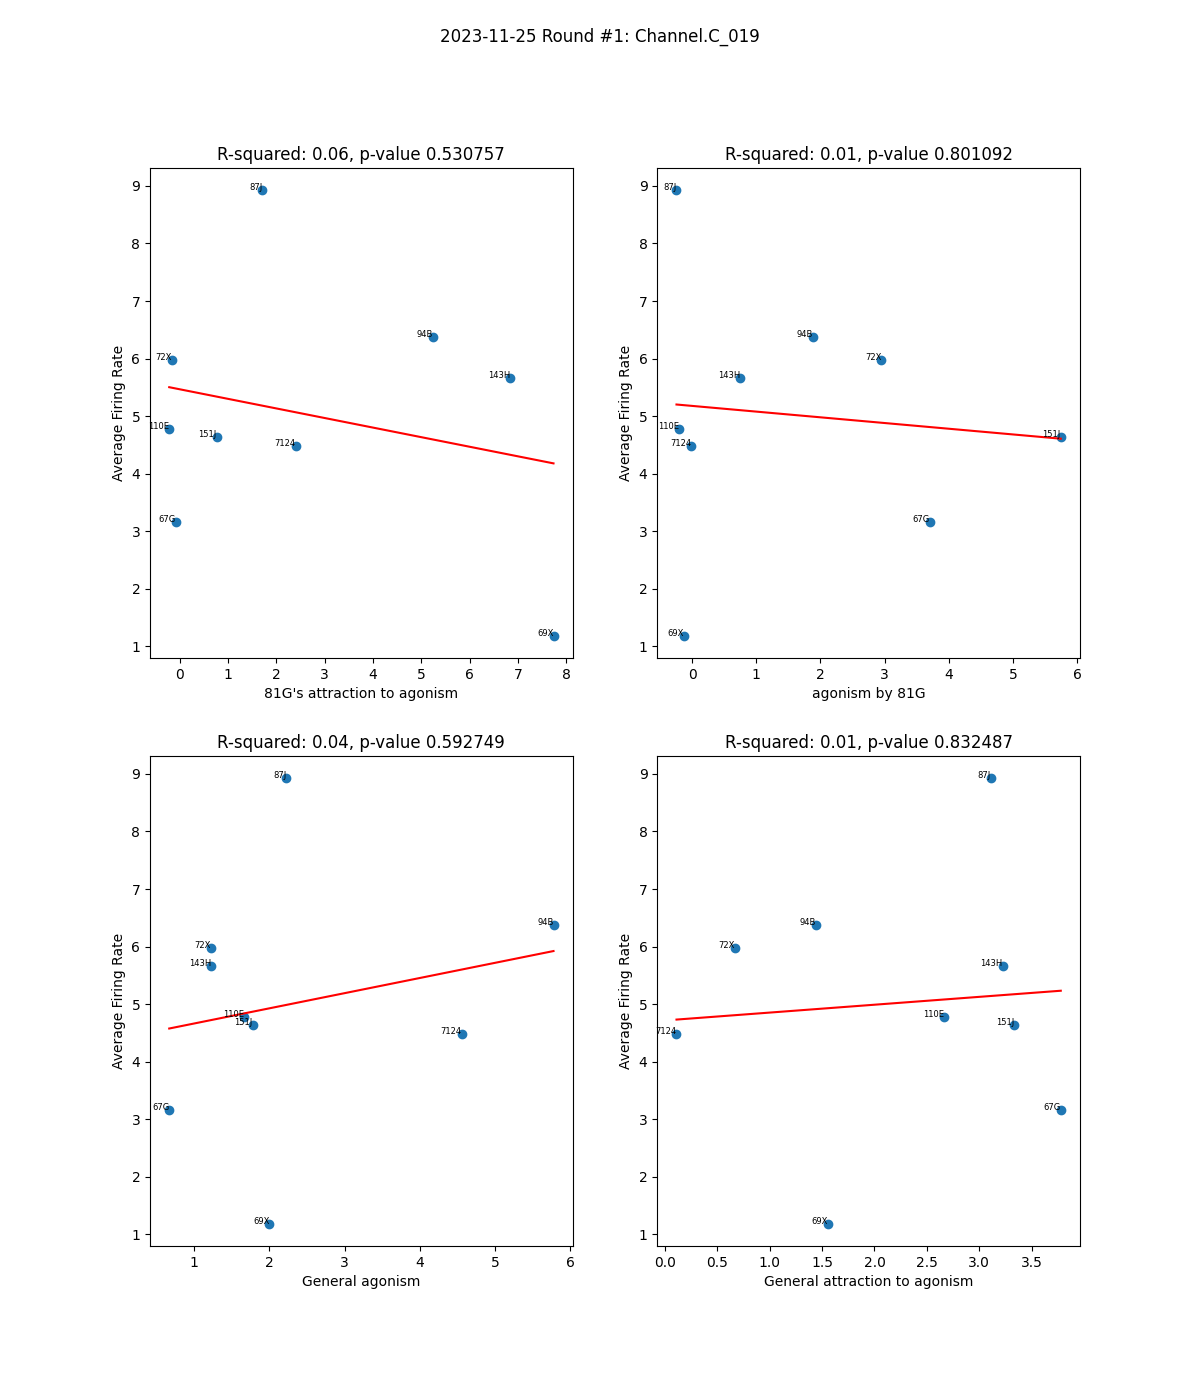 2023-11-25 Round #1: Channel.C_019
R-squared: 0.06, p-value 0.530757
Average Firing Rate
9
8
7
6
5
4
3
2
1
87J
94B
72X
143H
110E
151J
7124
67G
69X
0 1 2 3 4 5 6 7 8
81G's attraction to agonism
R-squared: 0.01, p-value 0.801092
Average Firing Rate
9
8
7
6
5
4
3
2
1
87J
94B
72X
143H
110E
7124
151J
67G
69X
0 1 2 3 4 5 6
agonism by 81G
R-squared: 0.04, p-value 0.592749
Average Firing Rate
9
8
7
6
5
4
3
2
1
87J
94B
72X
143H
110E
151J
7124
67G
69X
1 2 3 4 5 6
General agonism
R-squared: 0.01, p-value 0.832487
Average Firing Rate
9
8
7
6
5
4
3
2
1
87J
94B
72X
143H
110E
151J
7124
67G
69X
0.0 0.5 1.0 1.5 2.0 2.5 3.0 3.5
General attraction to agonism